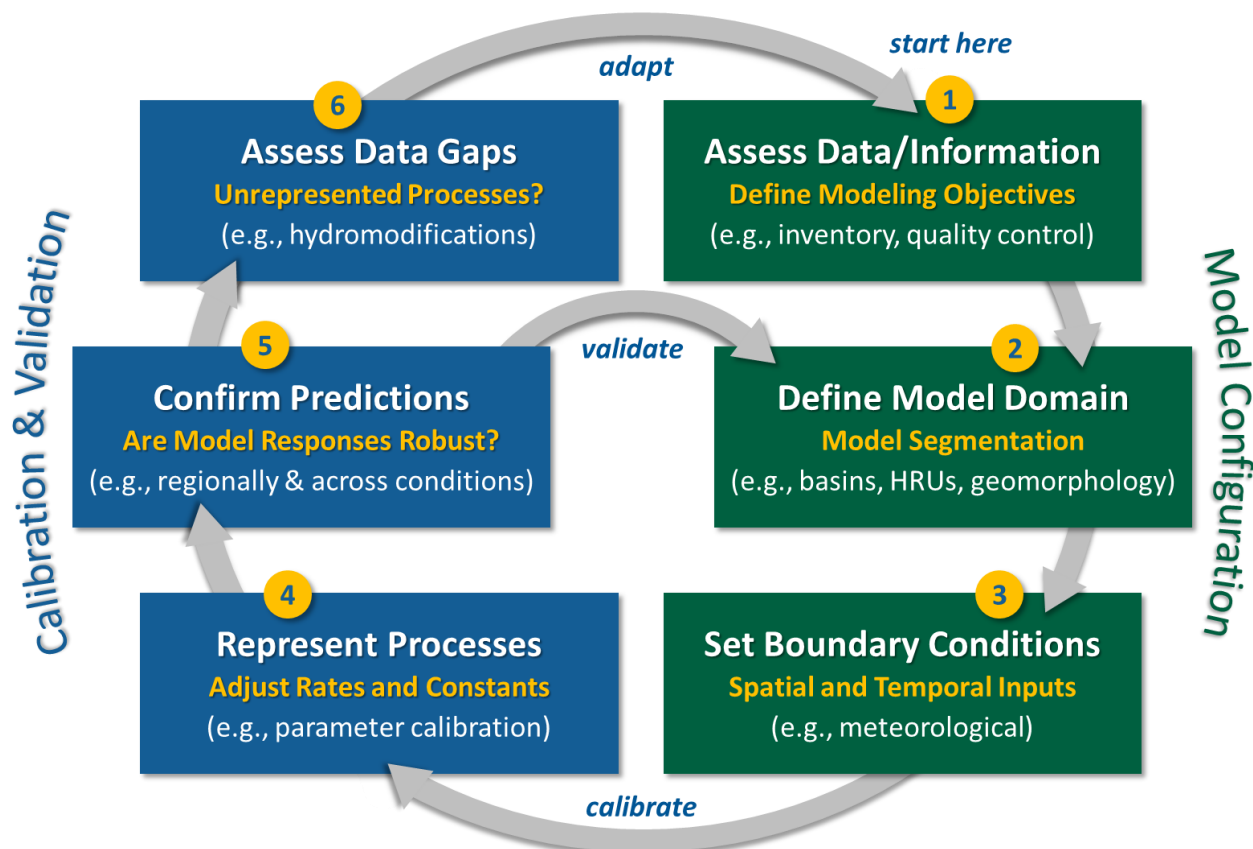 start here
adapt
1
Assess Data/Information
Define Modeling Objectives
(e.g., inventory, quality control)
2
Define Model Domain
Model Segmentation
(e.g., basins, HRUs, geomorphology)
3
Set Boundary Conditions
Spatial and Temporal Inputs
(e.g., meteorological)
calibrate
4
Represent Processes
Adjust Rates and Constants
(e.g., parameter calibration)
5
Confirm Predictions
Are Model Responses Robust?
(e.g., regionally & across conditions)
validate
6
Assess Data Gaps
Unrepresented Processes?
(e.g., hydromodifications)
Calibration & Validation
Model Configuration